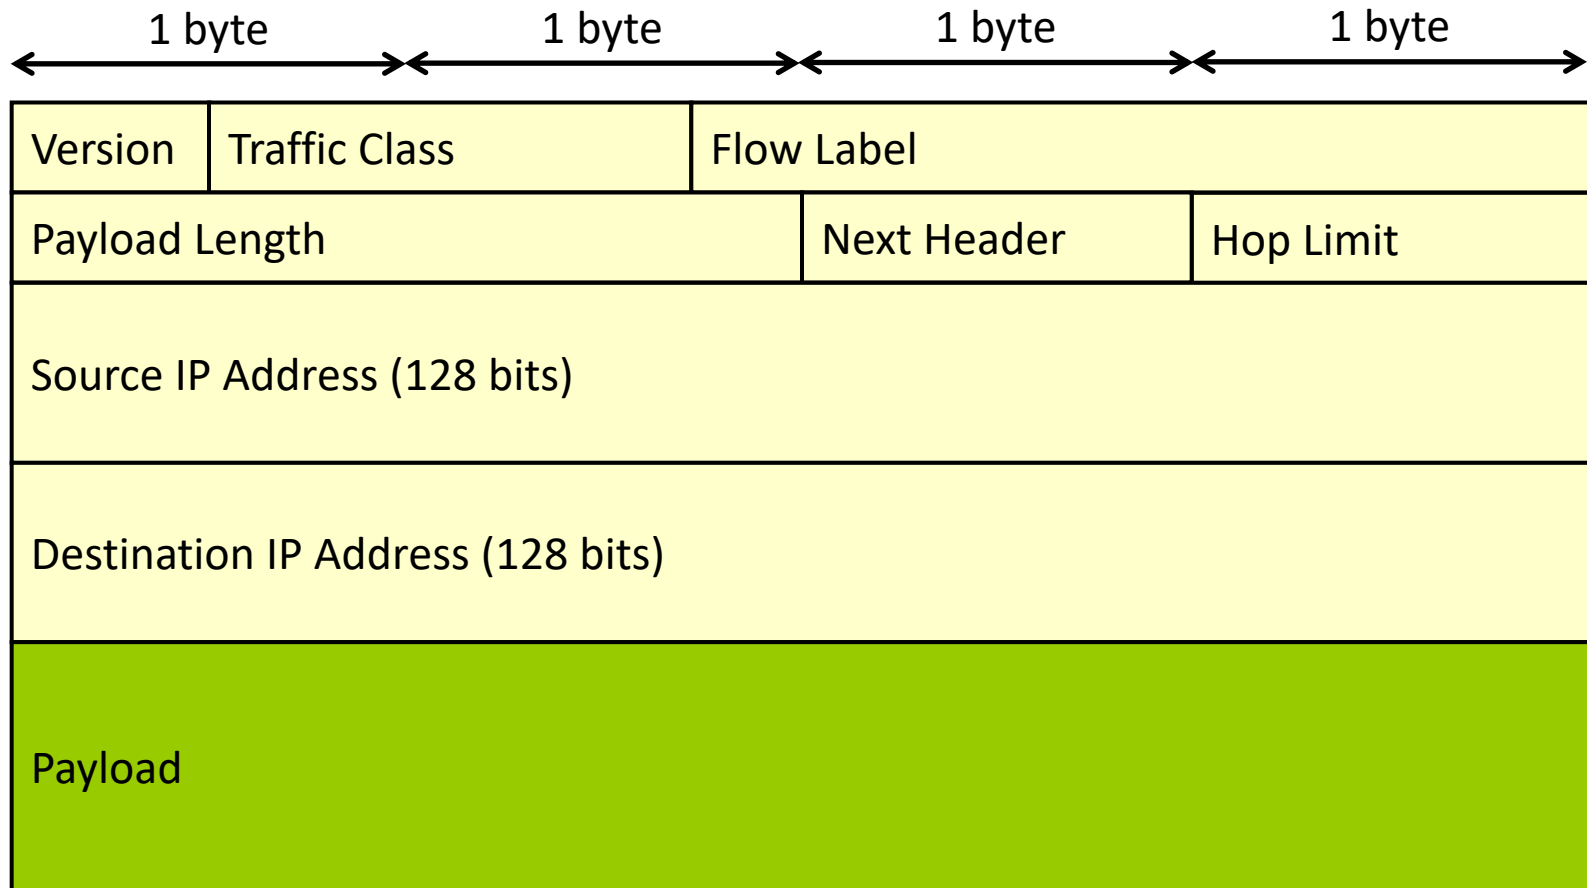 1 byte 1 byte 1 byte 1 byte
Version Traffic Class Flow Label
Payload Length Next Header Hop Limit
Source IP Address (128 bits)
Destination IP Address (128 bits)
Payload